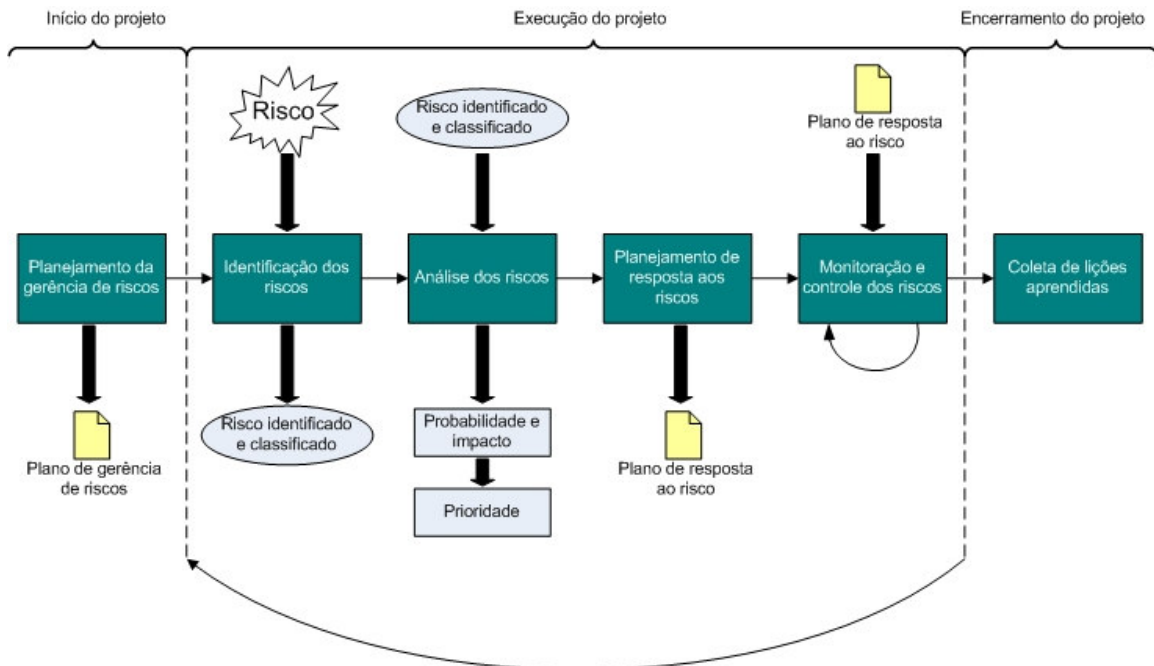 Início do projeto
Execução do projeto
Encerramento do projeto
Risco
Risco identificado
e classificado
Plano de resposta
ao risco
Planejamento da
gerência de riscos
Identificação dos
riscos
Análise dos riscos
Planejamento de
resposta aos
riscos
Monitoração e
controle dos riscos
Coleta de lições
aprendidas
Plano de gerência
de riscos
Risco identificado
e classificado
Probabilidade e
impacto
Prioridade
Plano de resposta
ao risco